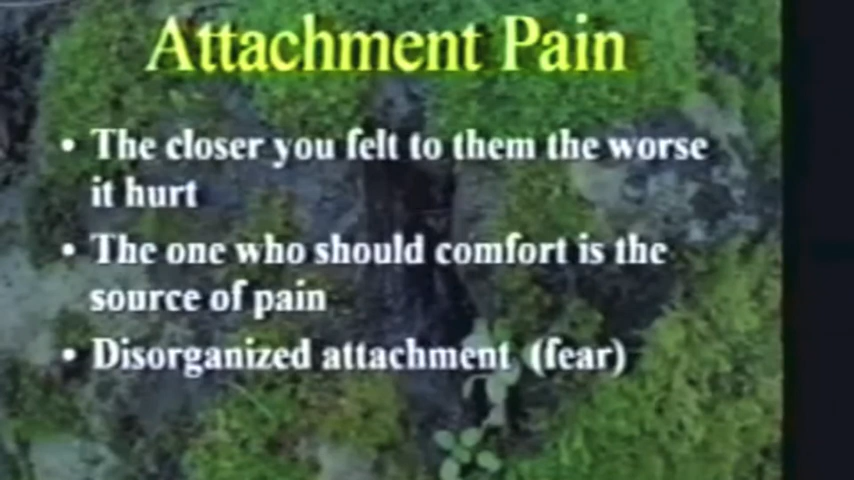 Attachment Pain
• The closer you felt to them the worse
it hurt
• The one who should comfort is the
source of pain
• Disorganized attachment (fear)